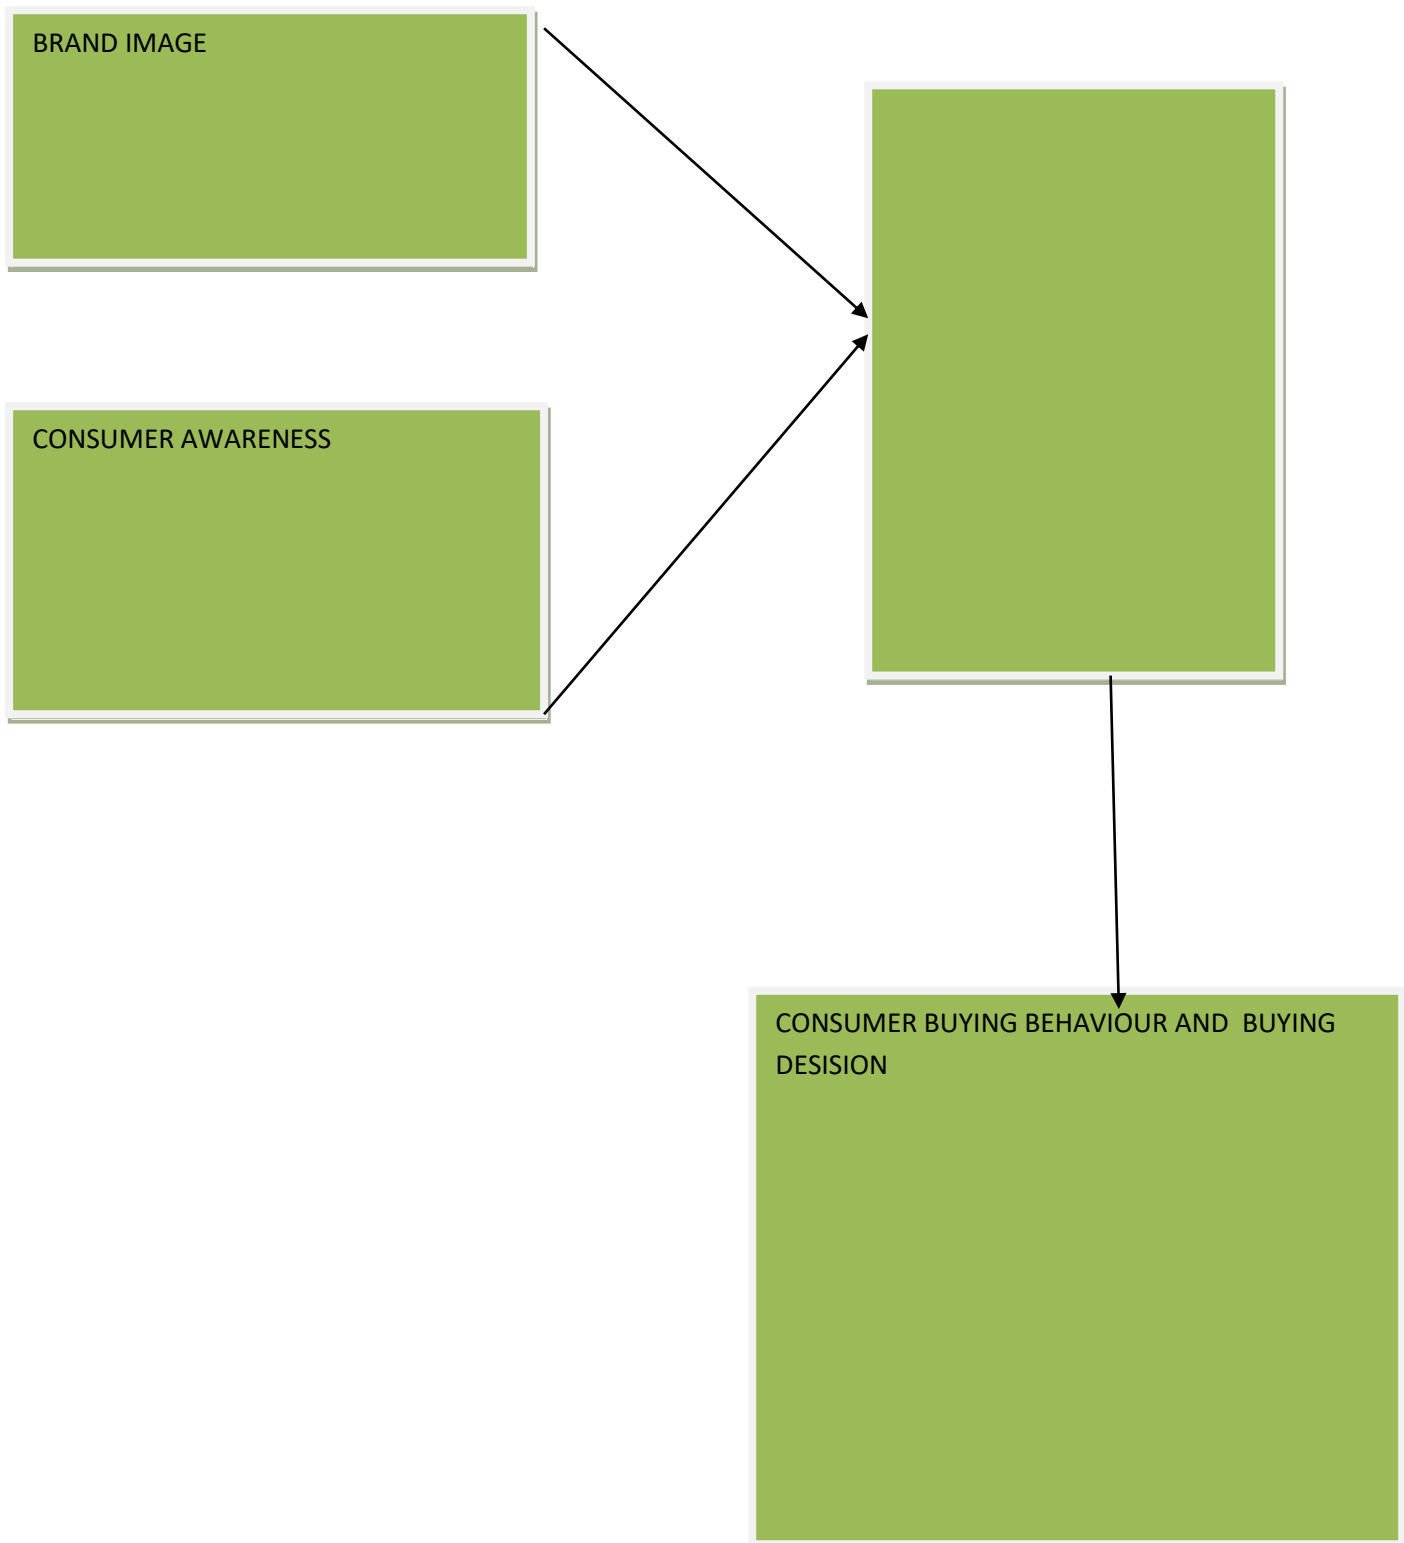 BRAND IMAGE
CONSUMER AWARENESS
CONSUMER BUYING BEHAVIOUR AND  BUYING
DESISION